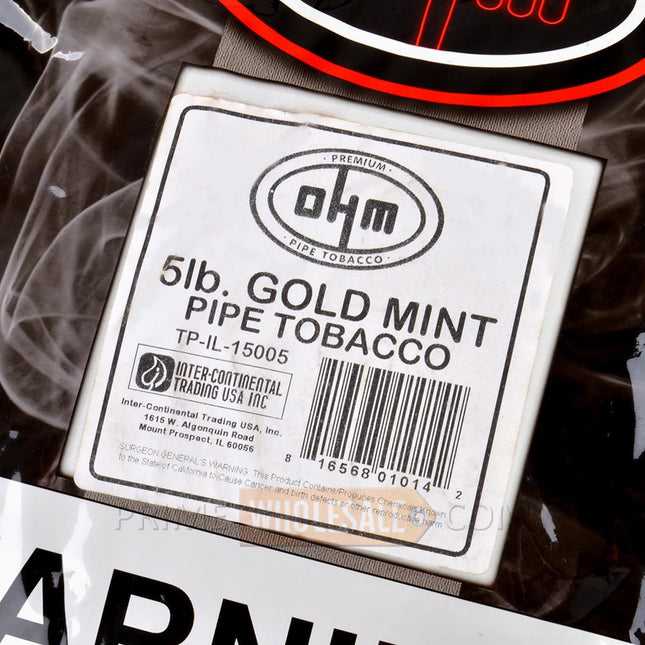 · PREMIUM ·
ohm
· PIPE TOBACCO ·
5lb. GOLD MINT
PIPE TOBACCO
TP-IL-15005
INTER-CONTINENTAL
TRADING USA INC
Inter-Continental Trading USA, Inc.
1615 W. Algonquin Road
Mount Prospect, IL 60056
8 16568 01014 2
SURGEON GENERAL'S WARNING: This Product Contains/Produces Chemicals Known
to the State of California to Cause Cancer, and birth defects or other reproductive harm.
PRIME WHOLESALE .COM